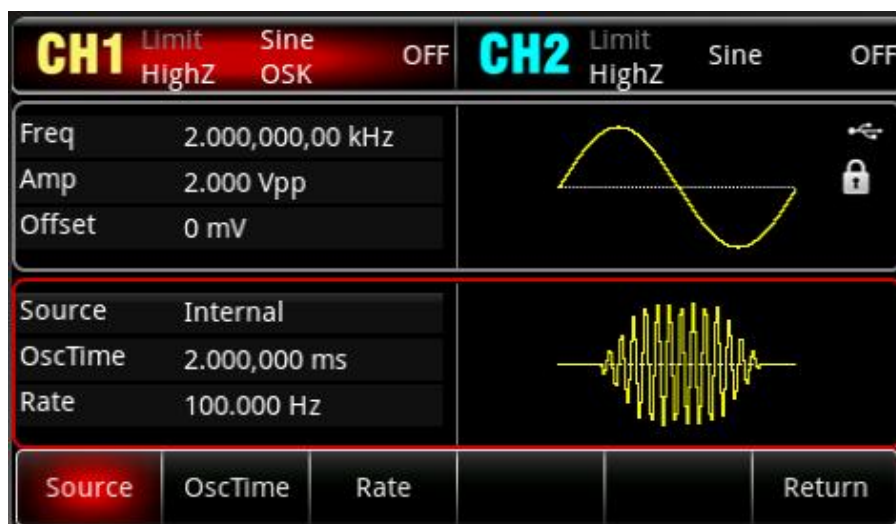 CH1 Limit Sine OFF CH2 Limit Sine OFF
HighZ OSK HighZ
Freq 2.000,000,00 kHz
Amp 2.000 Vpp
Offset 0 mV
Source Internal
OscTime 2.000,000 ms
Rate 100.000 Hz
Source OscTime Rate Return